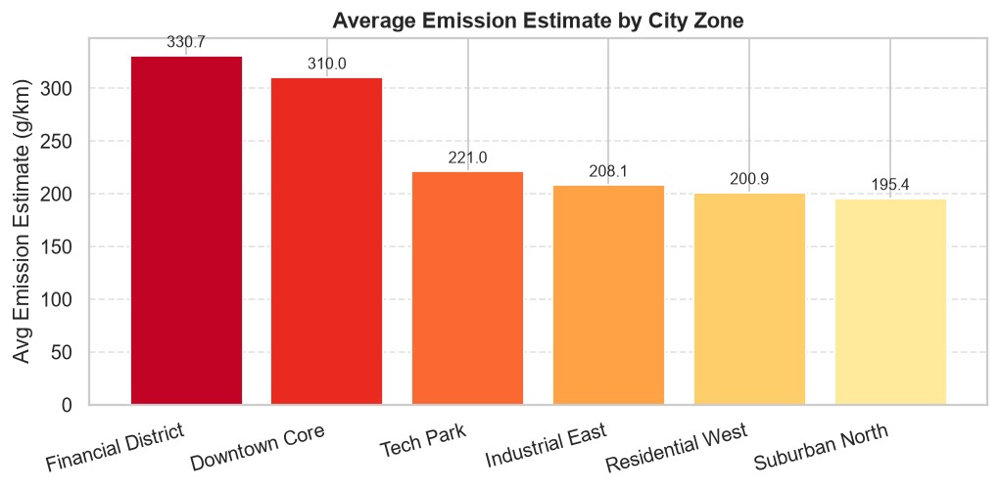 Average Emission Estimate by City Zone
Avg Emission Estimate (g/km)
300
250
200
150
100
50
0
330.7
310.0
221.0
208.1
200.9
195.4
Financial District
Downtown Core
Tech Park
Industrial East
Residential West
Suburban North